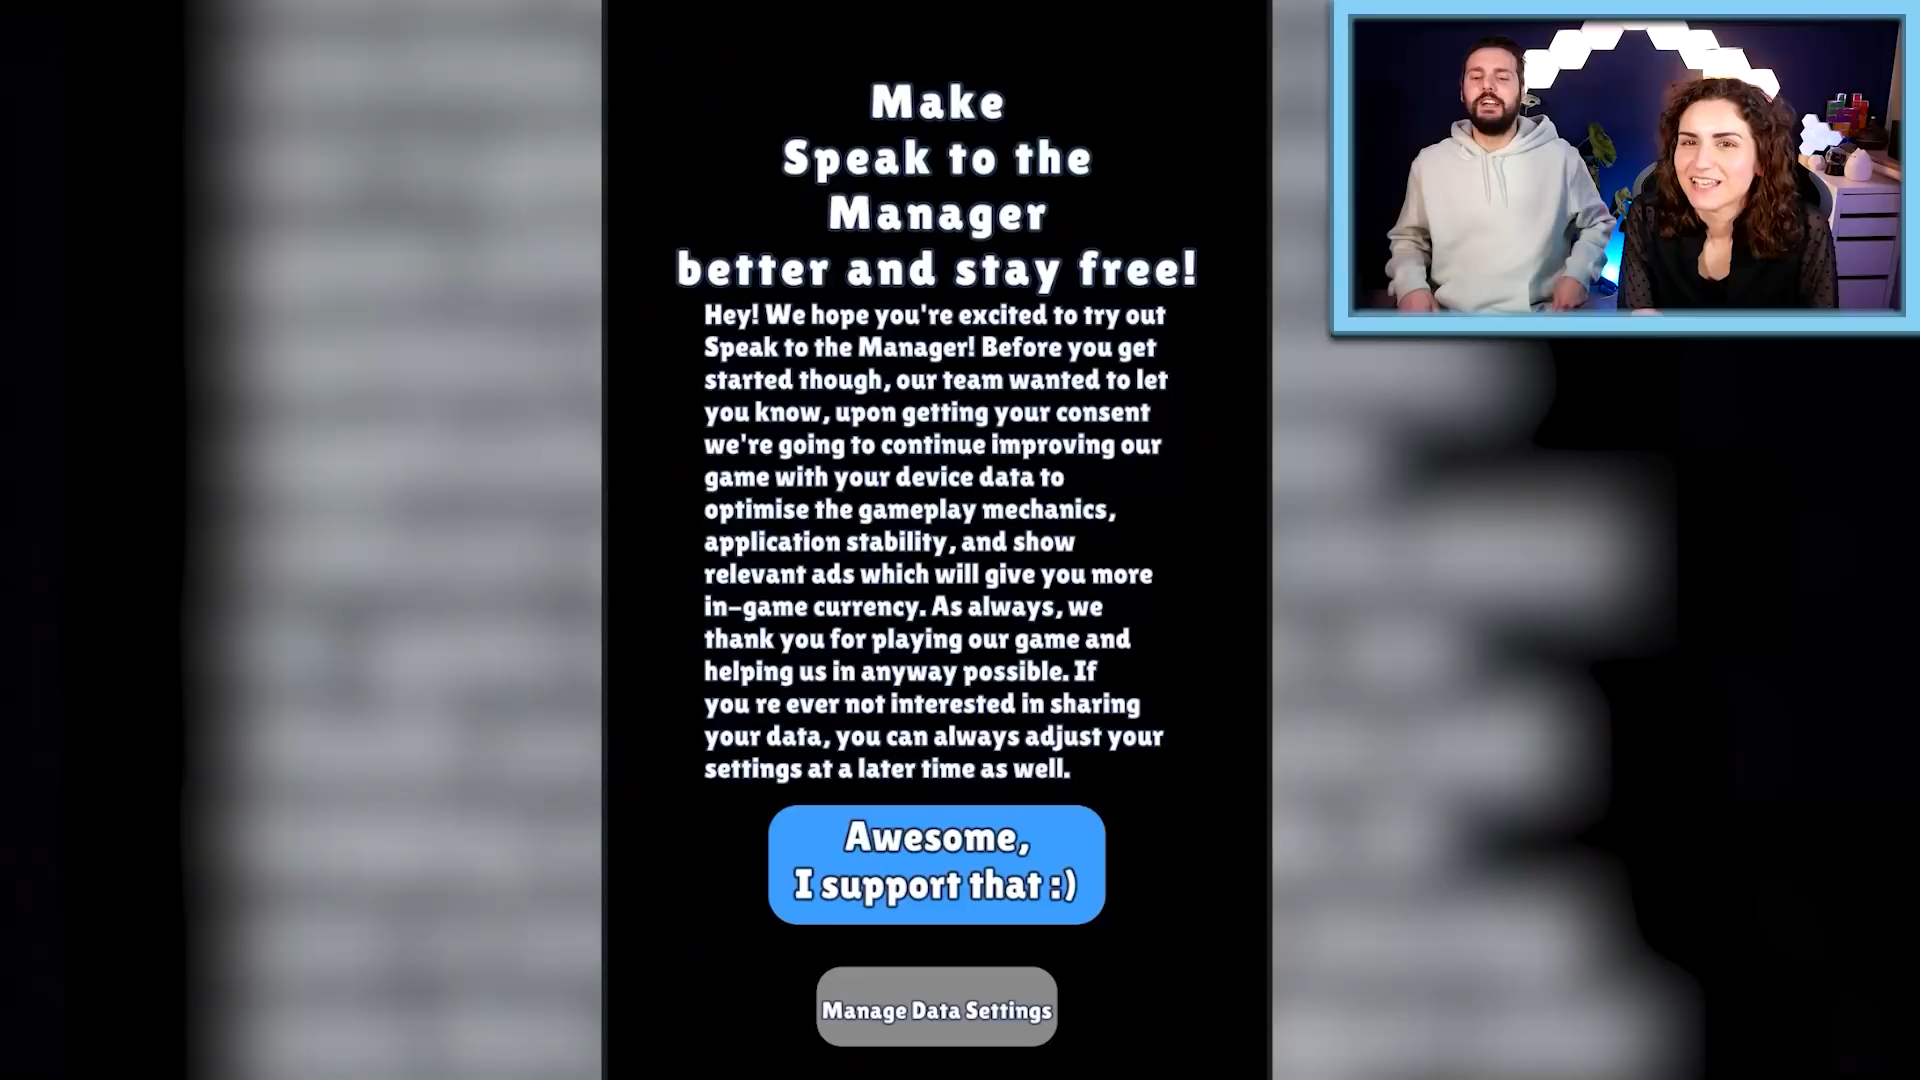 Make
Speak to the
Manager
better and stay free!
Hey! We hope you're excited to try out
Speak to the Manager! Before you get
started though, our team wanted to let
you know, upon getting your consent
we're going to continue improving our
game with your device data to
optimise the gameplay mechanics,
application stability, and show
relevant ads which will give you more
in-game currency. As always, we
thank you for playing our game and
helping us in anyway possible. If
you re ever not interested in sharing
your data, you can always adjust your
settings at a later time as well.
Awesome,
I support that :)
Manage Data Settings